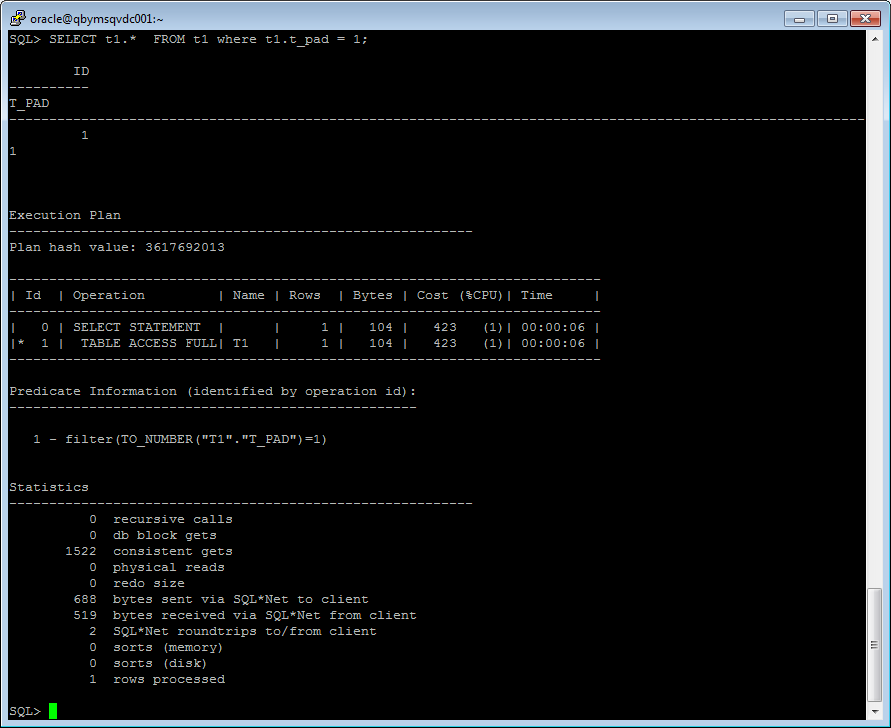 oracle@qbymsqvdc001:~
SQL> SELECT t1.*  FROM t1 where t1.t_pad = 1;
        ID
----------
T_PAD
-----------------------------------------------------------------------------------------------------------
         1
1
Execution Plan
----------------------------------------------------------
Plan hash value: 3617692013
--------------------------------------------------------------------------
| Id  | Operation         | Name | Rows  | Bytes | Cost (%CPU)| Time     |
--------------------------------------------------------------------------
|   0 | SELECT STATEMENT  |      |     1 |   104 |   423   (1)| 00:00:06 |
|*  1 |  TABLE ACCESS FULL| T1   |     1 |   104 |   423   (1)| 00:00:06 |
--------------------------------------------------------------------------
Predicate Information (identified by operation id):
---------------------------------------------------
   1 - filter(TO_NUMBER("T1"."T_PAD")=1)
Statistics
----------------------------------------------------------
          0  recursive calls
          0  db block gets
       1522  consistent gets
          0  physical reads
          0  redo size
        688  bytes sent via SQL*Net to client
        519  bytes received via SQL*Net from client
          2  SQL*Net roundtrips to/from client
          0  sorts (memory)
          0  sorts (disk)
          1  rows processed
SQL>